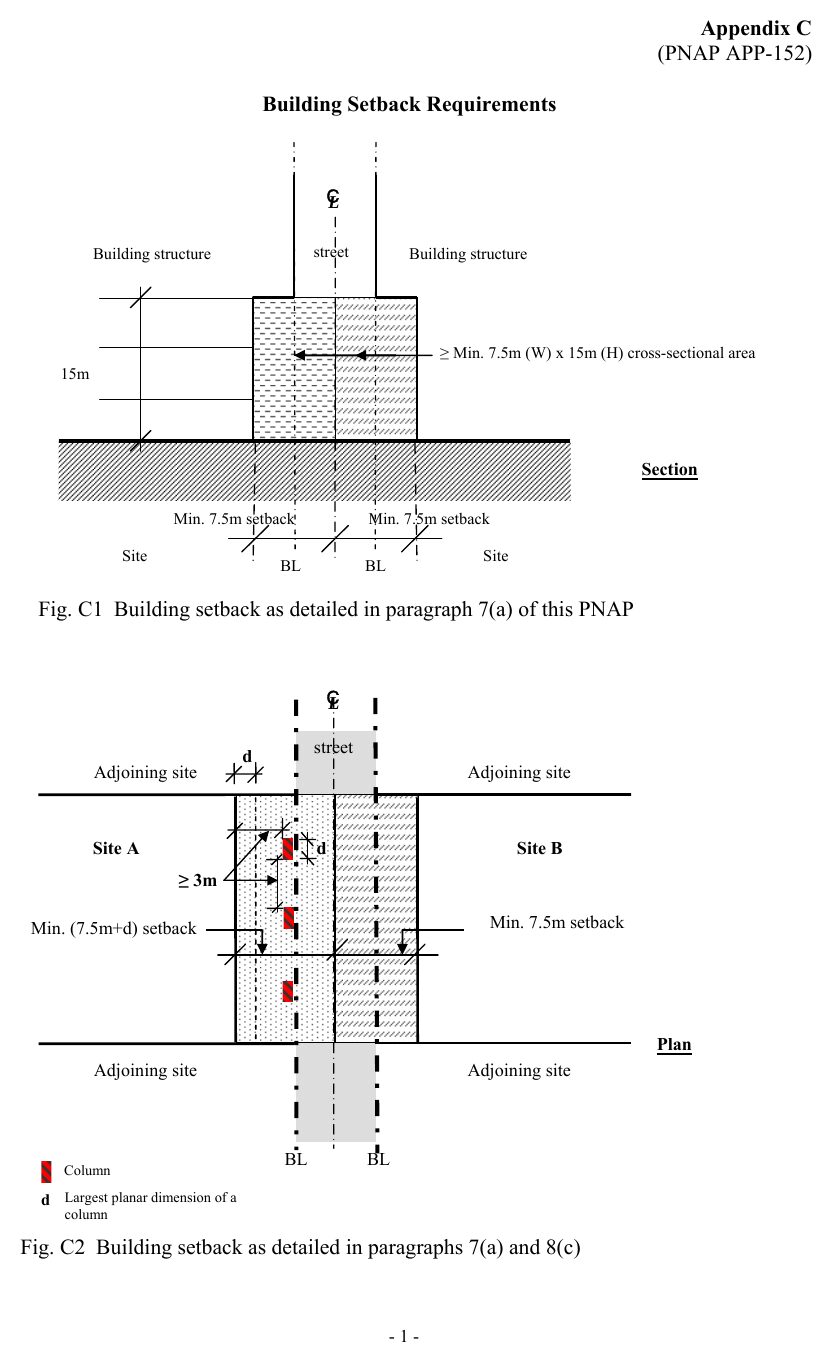 Appendix C
(PNAP APP-152)
Building Setback Requirements
℄
Building structure
street
Building structure
≥ Min. 7.5m (W) x 15m (H) cross-sectional area
15m
Section
Min. 7.5m setback
Min. 7.5m setback
Site
Site
BL
BL
Fig. C1 Building setback as detailed in paragraph 7(a) of this PNAP
℄
street
d
Adjoining site
Adjoining site
Site A
d
Site B
≥ 3m
Min. (7.5m+d) setback
Min. 7.5m setback
Plan
Adjoining site
Adjoining site
BL
BL
Column
d Largest planar dimension of a
column
Fig. C2 Building setback as detailed in paragraphs 7(a) and 8(c)
- 1 -